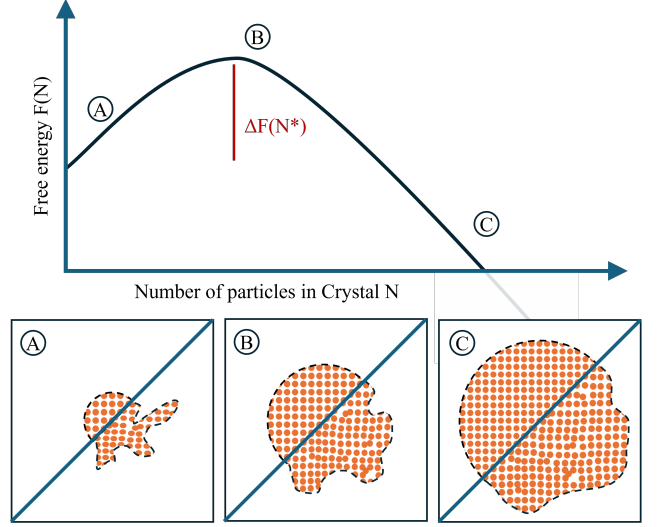 B
Free energy F(N)
A
ΔF(N*)
C
Number of particles in Crystal N
A
B
C